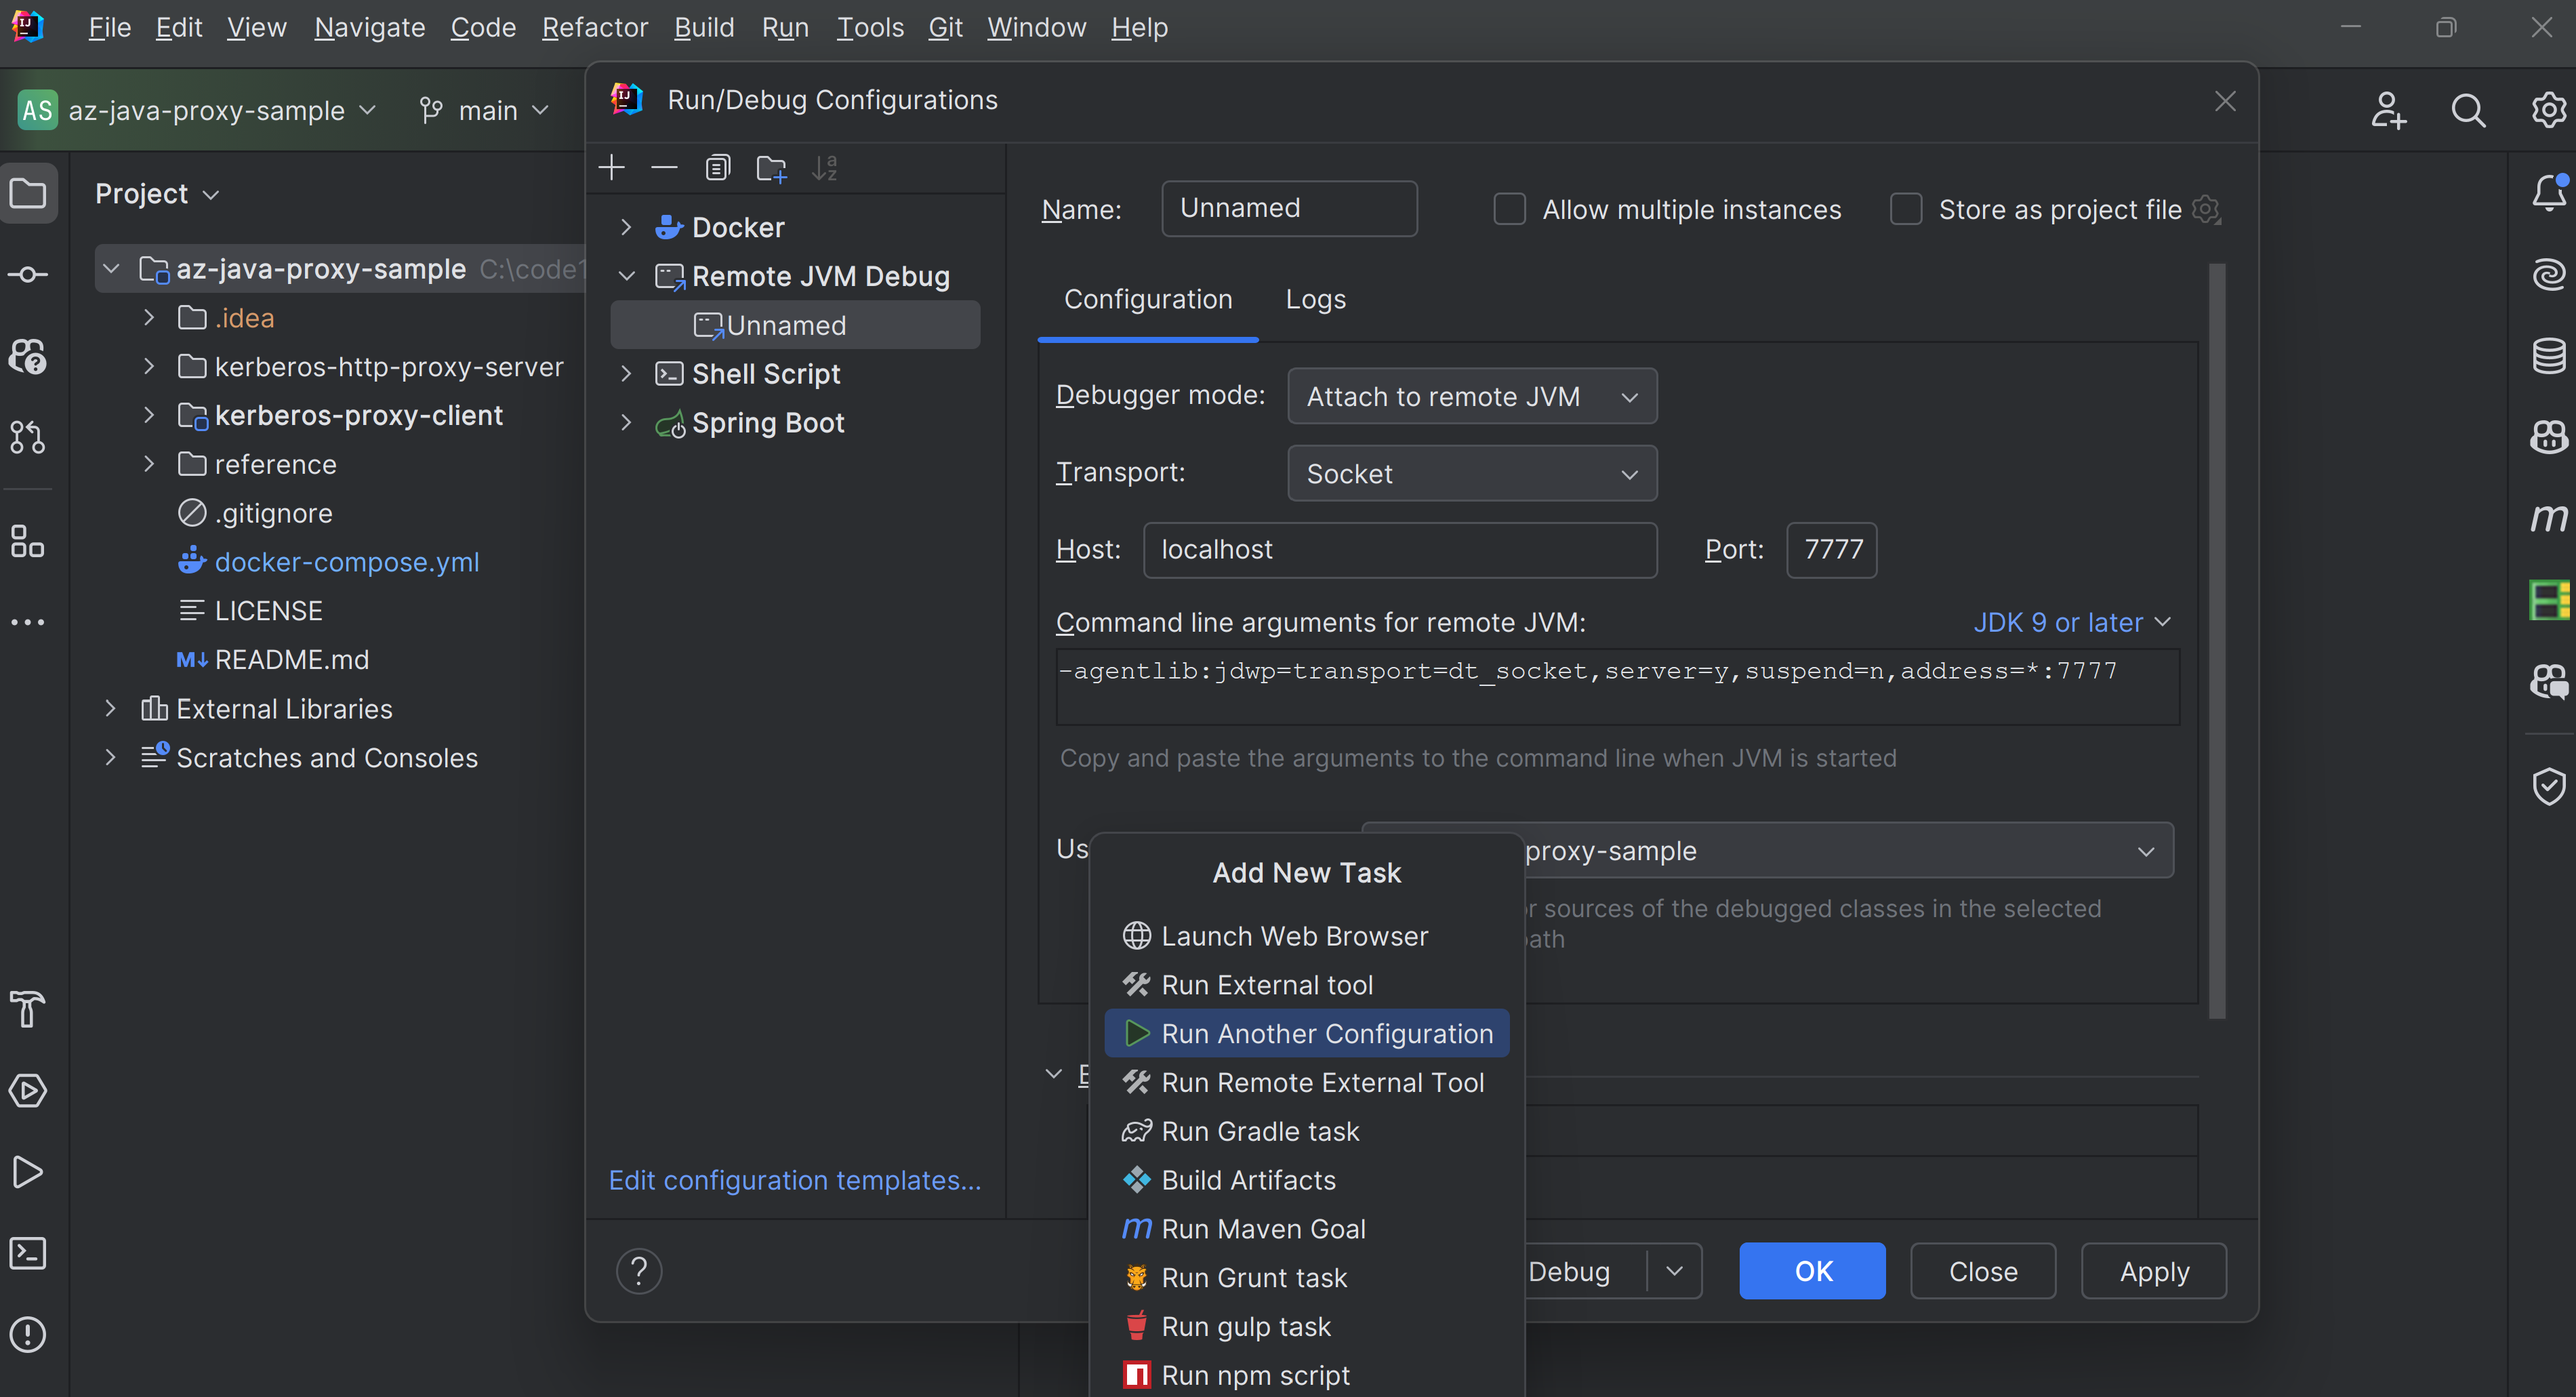 File Edit View Navigate Code Refactor Build Run Tools Git Window Help
AS az-java-proxy-sample main
Project
az-java-proxy-sample C:\code1
.idea
kerberos-http-proxy-server
kerberos-proxy-client
reference
.gitignore
docker-compose.yml
LICENSE
README.md
External Libraries
Scratches and Consoles
Run/Debug Configurations
Docker
Remote JVM Debug
Unnamed
Shell Script
Spring Boot
Edit configuration templates...
Name: Unnamed Allow multiple instances Store as project file
Configuration Logs
Debugger mode: Attach to remote JVM
Transport: Socket
Host: localhost Port: 7777
Command line arguments for remote JVM: JDK 9 or later
-agentlib:jdwp=transport=dt_socket,server=y,suspend=n,address=*:7777
Copy and paste the arguments to the command line when JVM is started
Us proxy-sample
sources of the debugged classes in the selected
Add New Task
Launch Web Browser
Run External tool
Run Another Configuration
Run Remote External Tool
Run Gradle task
Build Artifacts
Run Maven Goal
Run Grunt task
Run gulp task
Run npm script
? Debug OK Close Apply